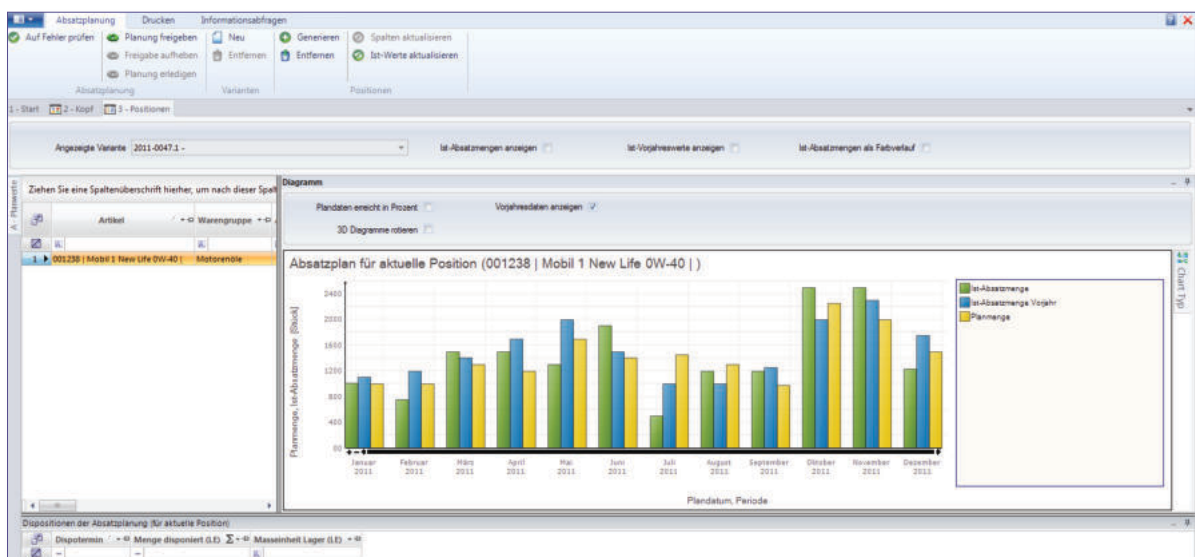 Absatzplanung Drucken Informationsabfragen
Auf Fehler prüfen Planung freigeben Neu Generieren Spalten aktualisieren
Freigabe aufheben Entfernen Entfernen Ist-Werte aktualisieren
Planung erledigen
Absatzplanung Varianten Positionen
1 - Start 2 - Kopf 3 - Positionen
Angezeigte Variante 2011-0047.1 - Ist-Absatzmengen anzeigen Ist-Vorjahreswerte anzeigen Ist-Absatzmengen als Farbverlauf
A - Planwerte
Ziehen Sie eine Spaltenüberschrift hierher, um nach dieser Spalt
Artikel Warengruppe
1 001238 | Mobil 1 New Life 0W-40 | Motorenöle
Diagramm
Plandaten erreicht in Prozent Vorjahresdaten anzeigen
3D Diagramme rotieren
Absatzplan für aktuelle Position (001238 | Mobil 1 New Life 0W-40 | )
Planmenge, Ist-Absatzmenge [Stück]
2400
2000
1600
1200
800
400
00
Januar 2011 Februar 2011 März 2011 April 2011 Mai 2011 Juni 2011 Juli 2011 August 2011 September 2011 Oktober 2011 November 2011 Dezember 2011
Plandatum, Periode
Ist-Absatzmenge
Ist-Absatzmenge Vorjahr
Planmenge
Chart Typ
Dispositionen der Absatzplanung (für aktuelle Position)
Dispotermin Menge disponiert (LE) Σ Masseinheit Lager (LE)